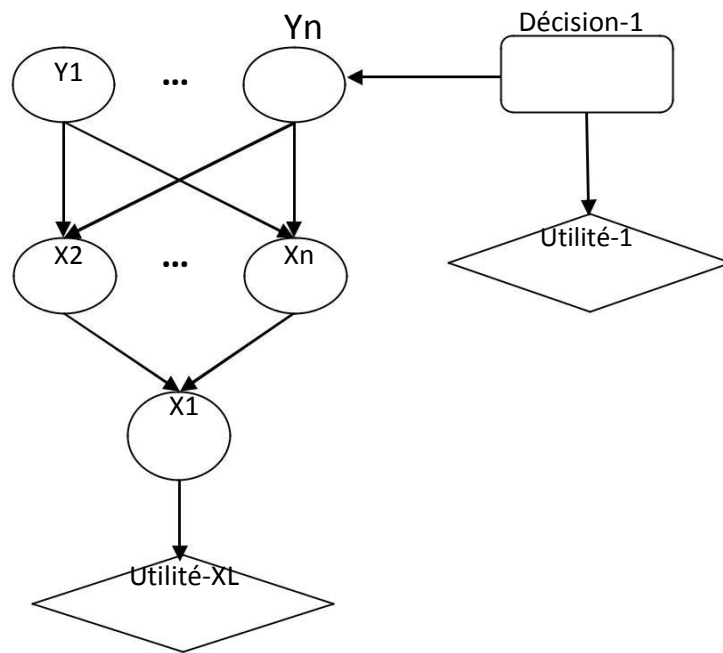 Yn
Décision-1
Y1
...
Utilité-1
X2
...
Xn
X1
Utilité-XL